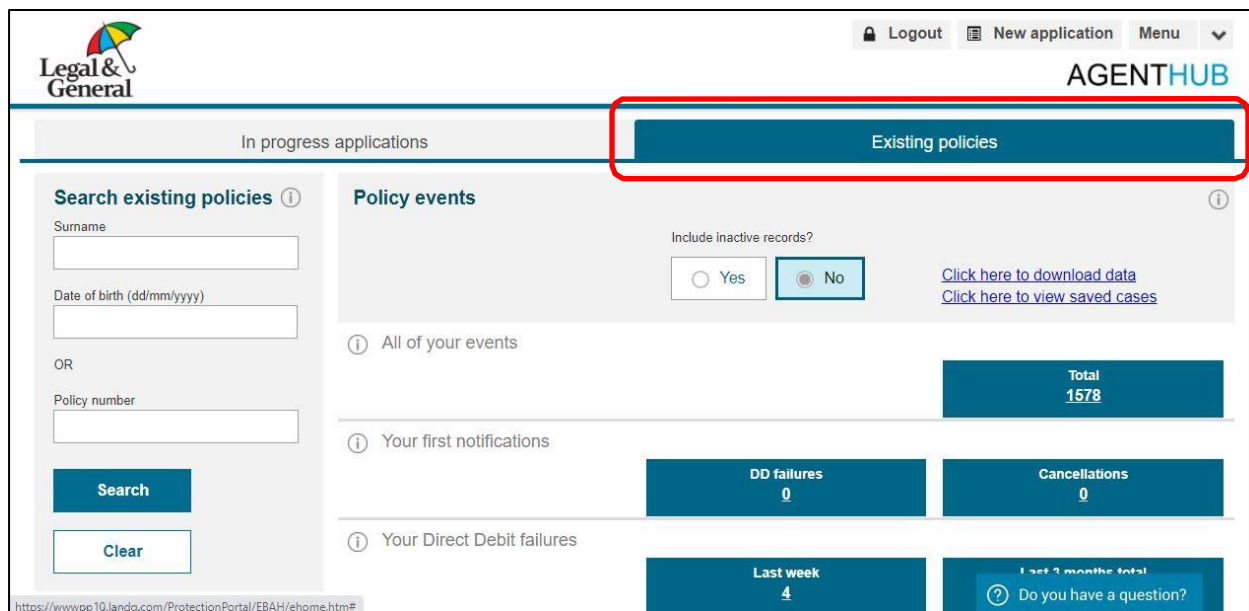 Legal &
General
Logout
New application
Menu
AGENTHUB
In progress applications
Existing policies
Search existing policies
Surname
Date of birth (dd/mm/yyyy)
OR
Policy number
Search
Clear
Policy events
Include inactive records?
Yes
No
Click here to download data
Click here to view saved cases
All of your events
Total
1578
Your first notifications
DD failures
0
Cancellations
0
Your Direct Debit failures
Last week
4
Last 3 months total
Do you have a question?
https://wwwpp10.landg.com/ProtectionPortal/EBAH/ehome.htm#